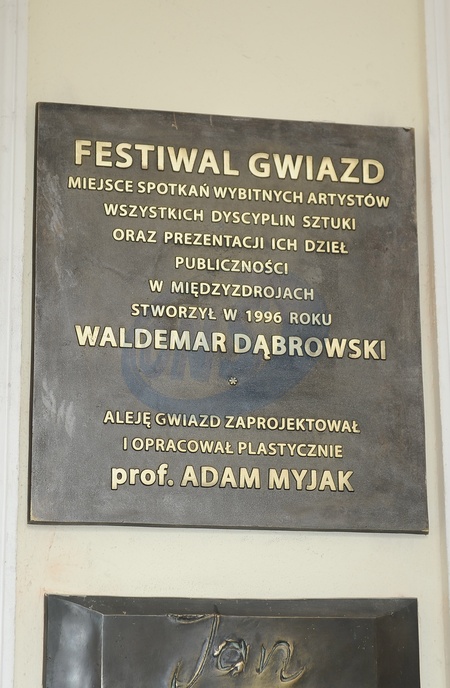 FESTIWAL GWIAZD
MIEJSCE SPOTKAŃ WYBITNYCH ARTYSTÓW
WSZYSTKICH DYSCYPLIN SZTUKI
ORAZ PREZENTACJI ICH DZIEŁ
PUBLICZNOŚCI
W MIĘDZYZDROJACH
STWORZYŁ W 1996 ROKU
WALDEMAR DĄBROWSKI
*
ALEJĘ GWIAZD ZAPROJEKTOWAŁ
I OPRACOWAŁ PLASTYCZNIE
prof. ADAM MYJAK
Jan